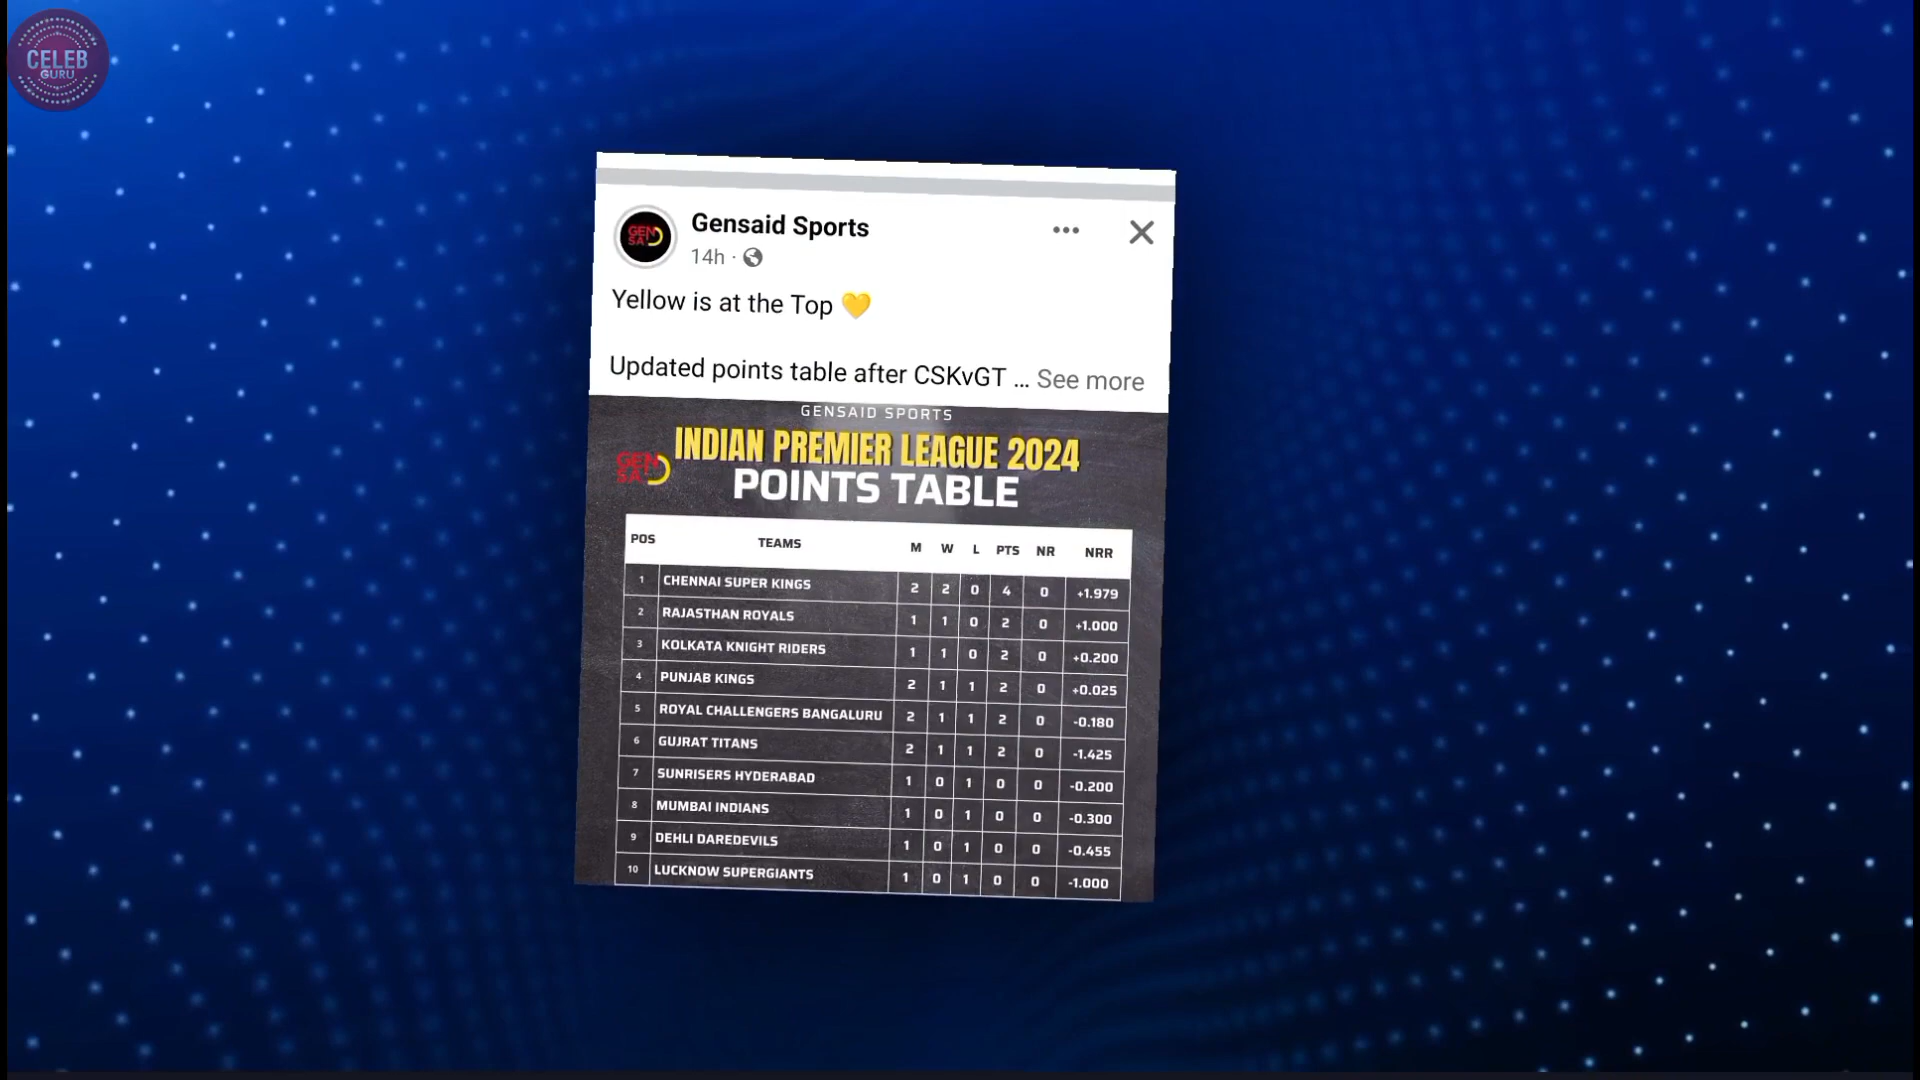 CELEB
GURU
Gensaid Sports
14h ·
Yellow is at the Top 💛
Updated points table after CSKvGT ... See more
GENSAID SPORTS
GEN
SAID
INDIAN PREMIER LEAGUE 2024
POINTS TABLE
POS TEAMS M W L PTS NR NRR
1 CHENNAI SUPER KINGS 2 2 0 4 0 +1.979
2 RAJASTHAN ROYALS 1 1 0 2 0 +1.000
3 KOLKATA KNIGHT RIDERS 1 1 0 2 0 +0.200
4 PUNJAB KINGS 2 1 1 2 0 +0.025
5 ROYAL CHALLENGERS BANGALURU 2 1 1 2 0 -0.180
6 GUJRAT TITANS 2 1 1 2 0 -1.425
7 SUNRISERS HYDERABAD 1 0 1 0 0 -0.200
8 MUMBAI INDIANS 1 0 1 0 0 -0.300
9 DEHLI DAREDEVILS 1 0 1 0 0 -0.455
10 LUCKNOW SUPERGIANTS 1 0 1 0 0 -1.000